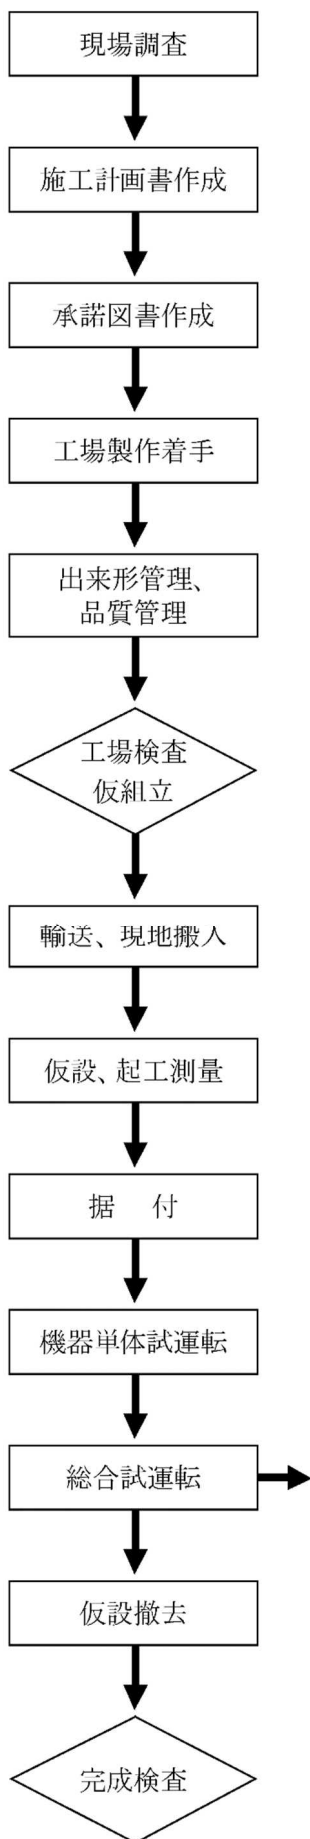 現場調査
施工計画書作成
承諾図書作成
工場製作着手
出来形管理、
品質管理
工場検査
仮組立
輸送、現地搬人
仮設、起工測量
据　付
機器単体試運転
総合試運転
仮設撤去
完成検査